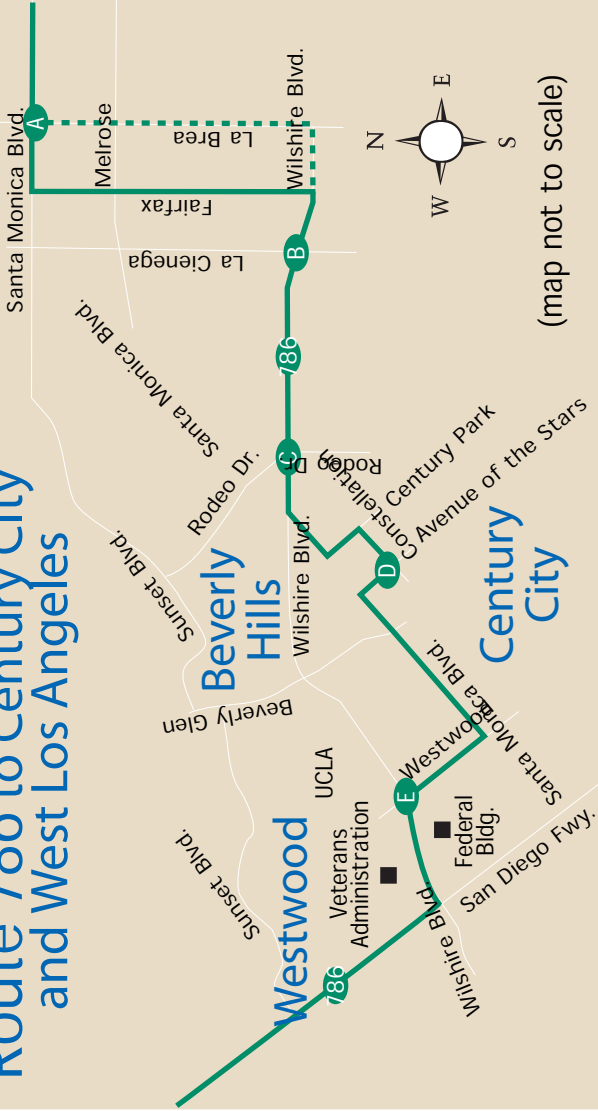 Route 786 to Century City
and West Los Angeles
Santa Monica Blvd.
A
Melrose
La Brea
Wilshire Blvd.
Fairfax
La Cienega
B
N
E
S
W
(map not to scale)
786
Santa Monica Blvd.
Rodeo Dr.
C
Rodeo Dr.
Constellation
Century Park
Avenue of the Stars
D
Sunset Blvd.
Beverly
Hills
Wilshire Blvd.
Century
City
Beverly Glen
Santa Monica Blvd.
Westwood
E
UCLA
Westwood
Veterans
Administration
Federal
Bldg.
San Diego Fwy.
Sunset Blvd.
Wilshire Blvd.
786